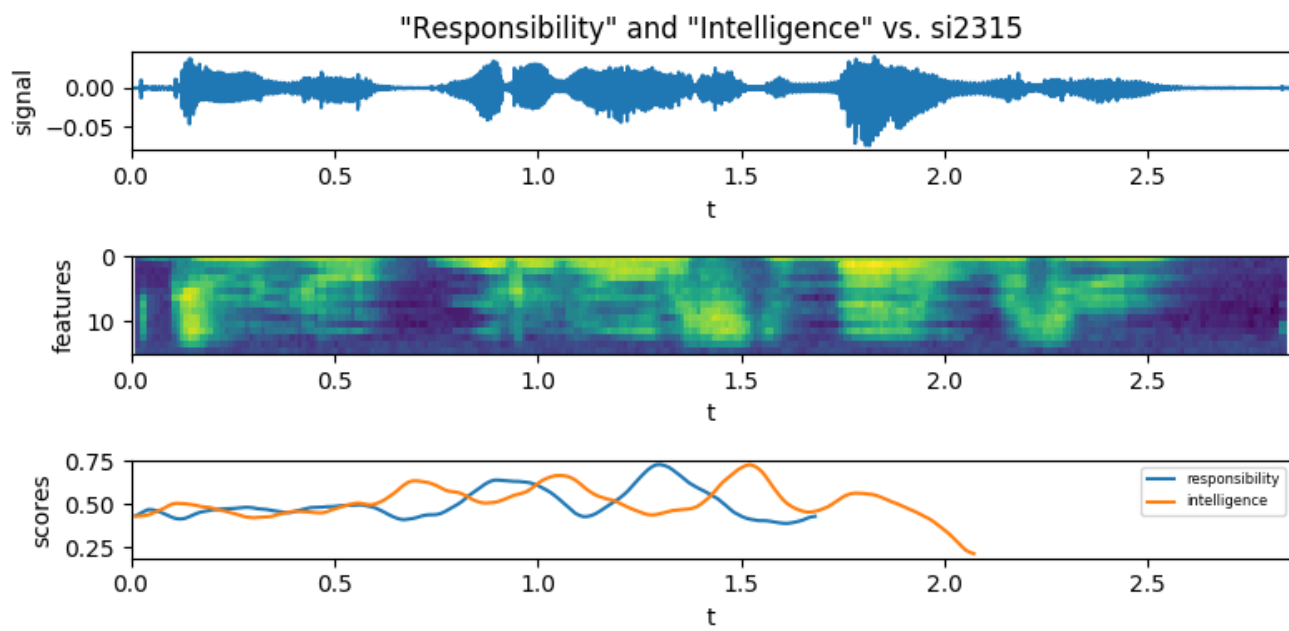 "Responsibility" and "Intelligence" vs. si2315
signal
0.00
−0.05
0.0 0.5 1.0 1.5 2.0 2.5
t
features
0
10
0.0 0.5 1.0 1.5 2.0 2.5
t
scores
0.75
0.50
0.25
responsibility
intelligence
0.0 0.5 1.0 1.5 2.0 2.5
t